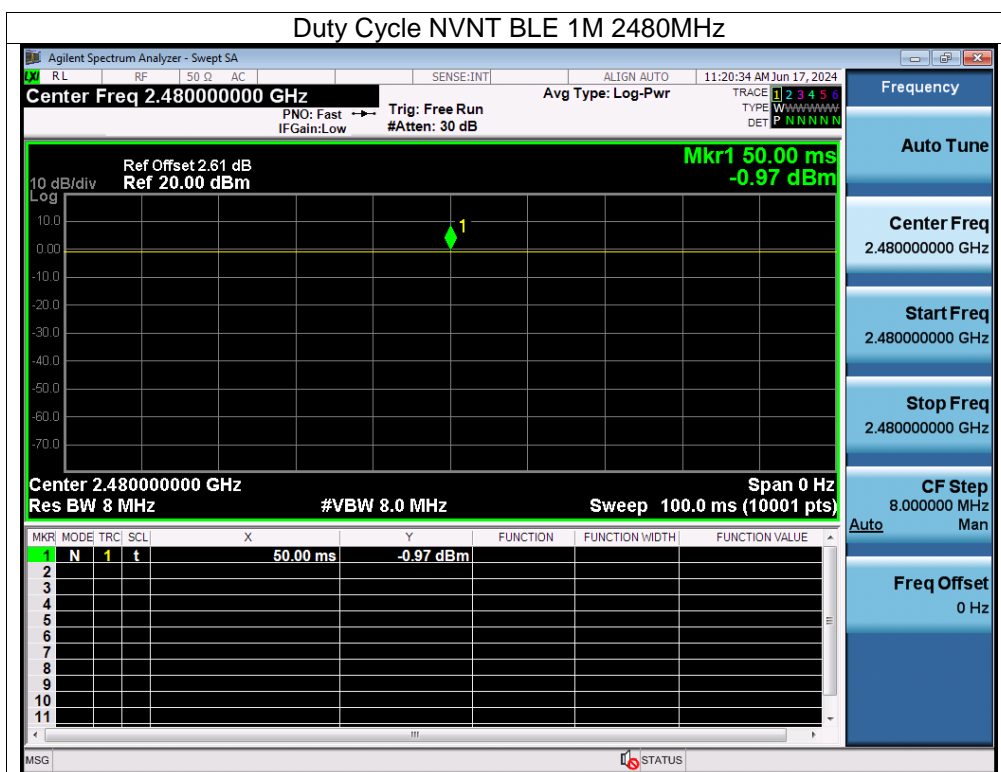 Duty Cycle NVNT BLE 1M 2480MHz
Agilent Spectrum Analyzer - Swept SA
LXI RL RF 50 Ω AC SENSE:INT ALIGN AUTO 11:20:34 AM Jun 17, 2024
Center Freq 2.480000000 GHz
PNO: Fast
IFGain:Low
Trig: Free Run
#Atten: 30 dB
Avg Type: Log-Pwr
TRACE 1 2 3 4 5 6
TYPE WWWWWWW
DET P N N N N N
Frequency
Auto Tune
Center Freq
2.480000000 GHz
Start Freq
2.480000000 GHz
Stop Freq
2.480000000 GHz
CF Step
8.000000 MHz
Auto Man
Freq Offset
0 Hz
Mkr1 50.00 ms
-0.97 dBm
Ref Offset 2.61 dB
10 dB/div Ref 20.00 dBm
Log
10.0
0.00
-10.0
-20.0
-30.0
-40.0
-50.0
-60.0
-70.0
1
Center 2.480000000 GHz Span 0 Hz
Res BW 8 MHz #VBW 8.0 MHz Sweep 100.0 ms (10001 pts)
MKR MODE TRC SCL X Y FUNCTION FUNCTION WIDTH FUNCTION VALUE
1 N 1 t 50.00 ms -0.97 dBm
2
3
4
5
6
7
8
9
10
11
MSG STATUS